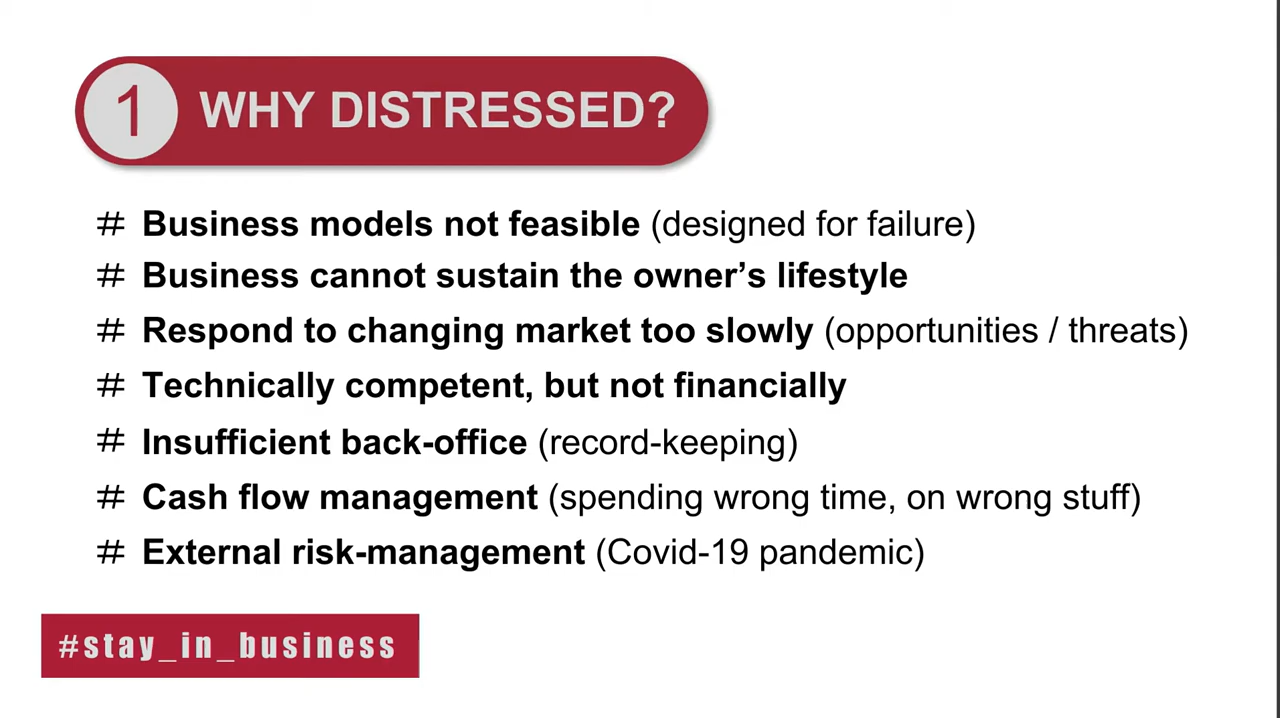 1 WHY DISTRESSED?
# Business models not feasible (designed for failure)
# Business cannot sustain the owner’s lifestyle
# Respond to changing market too slowly (opportunities / threats)
# Technically competent, but not financially
# Insufficient back-office (record-keeping)
# Cash flow management (spending wrong time, on wrong stuff)
# External risk-management (Covid-19 pandemic)
#stay_in_business